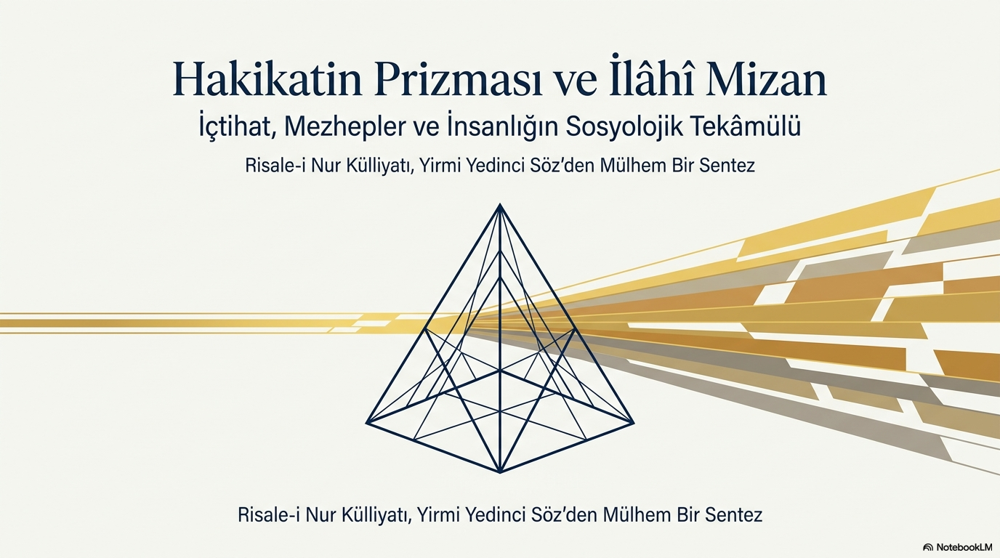 Hakikatin Prizması ve İlâhî Mizan
İçtihat, Mezhepler ve İnsanlığın Sosyolojik Tekâmülü
Risale-i Nur Külliyatı, Yirmi Yedinci Söz’den Mülhem Bir Sentez
Risale-i Nur Külliyatı, Yirmi Yedinci Söz’den Mülhem Bir Sentez
NotebookLM